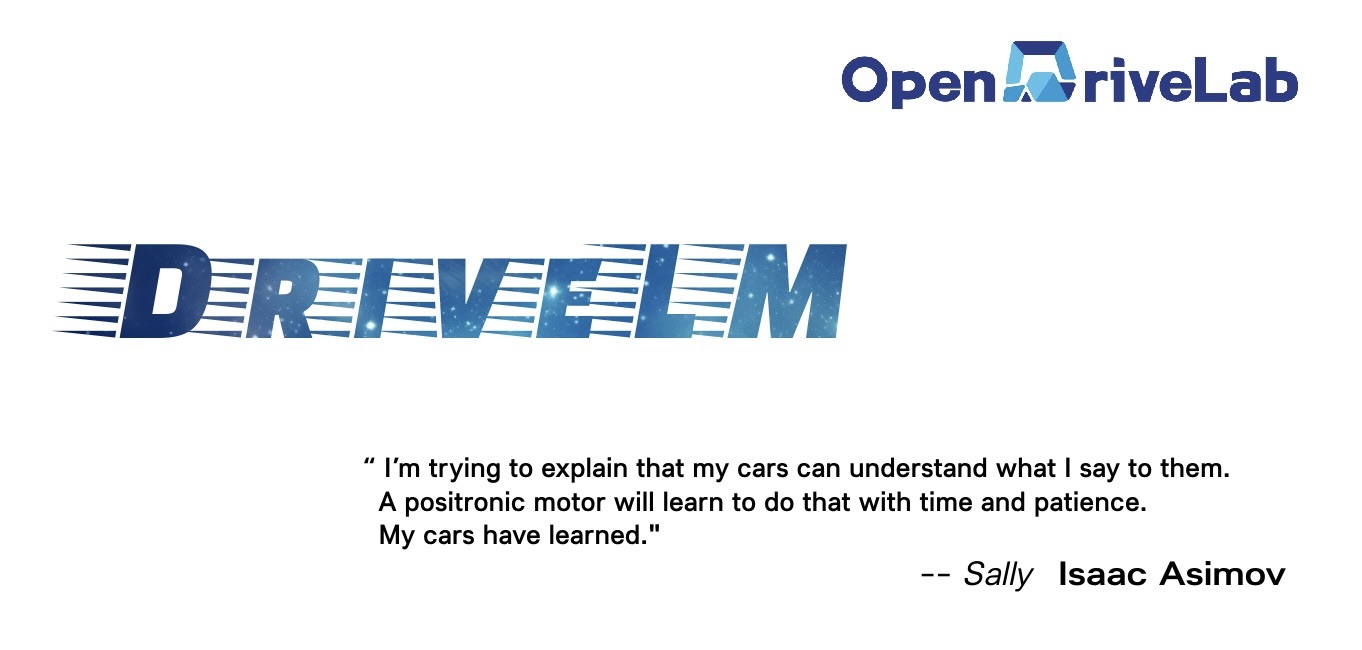 OpenDriveLab
DriveLM
“ I’m trying to explain that my cars can understand what I say to them.
A positronic motor will learn to do that with time and patience.
My cars have learned."
-- Sally Isaac Asimov